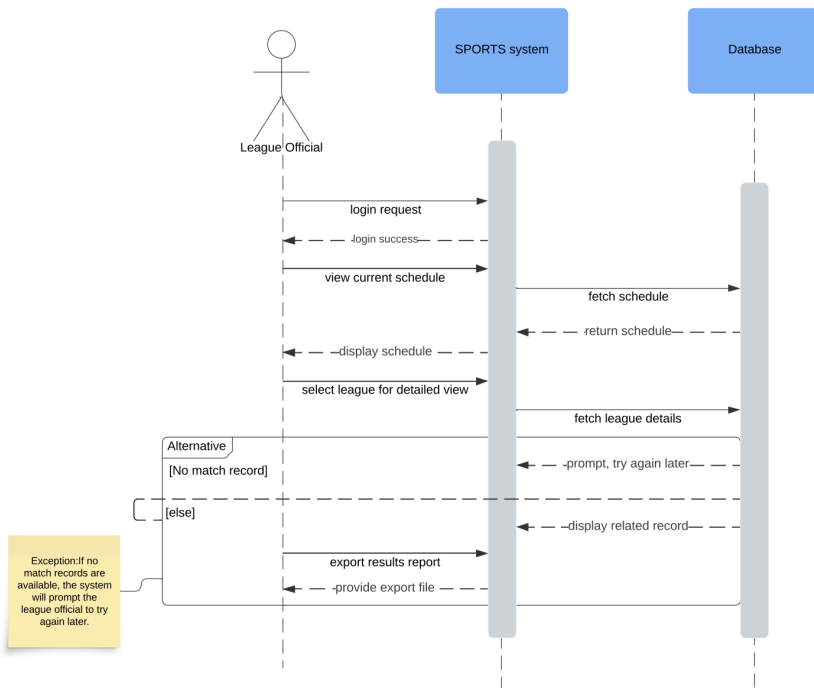 SPORTS system
Database
League Official
login request
login success
view current schedule
fetch schedule
return schedule
display schedule
select league for detailed view
fetch league details
Alternative
[No match record]
prompt, try again later
[else]
display related record
export results report
provide export file
Exception:If no
match records are
available, the system
will prompt the
league official to try
again later.